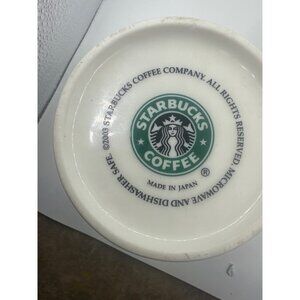 ©2003 STARBUCKS COFFEE COMPANY. ALL RIGHTS RESERVED. MICROWAVE AND DISHWASHER SAFE.
STARBUCKS
COFFEE
®
MADE IN JAPAN